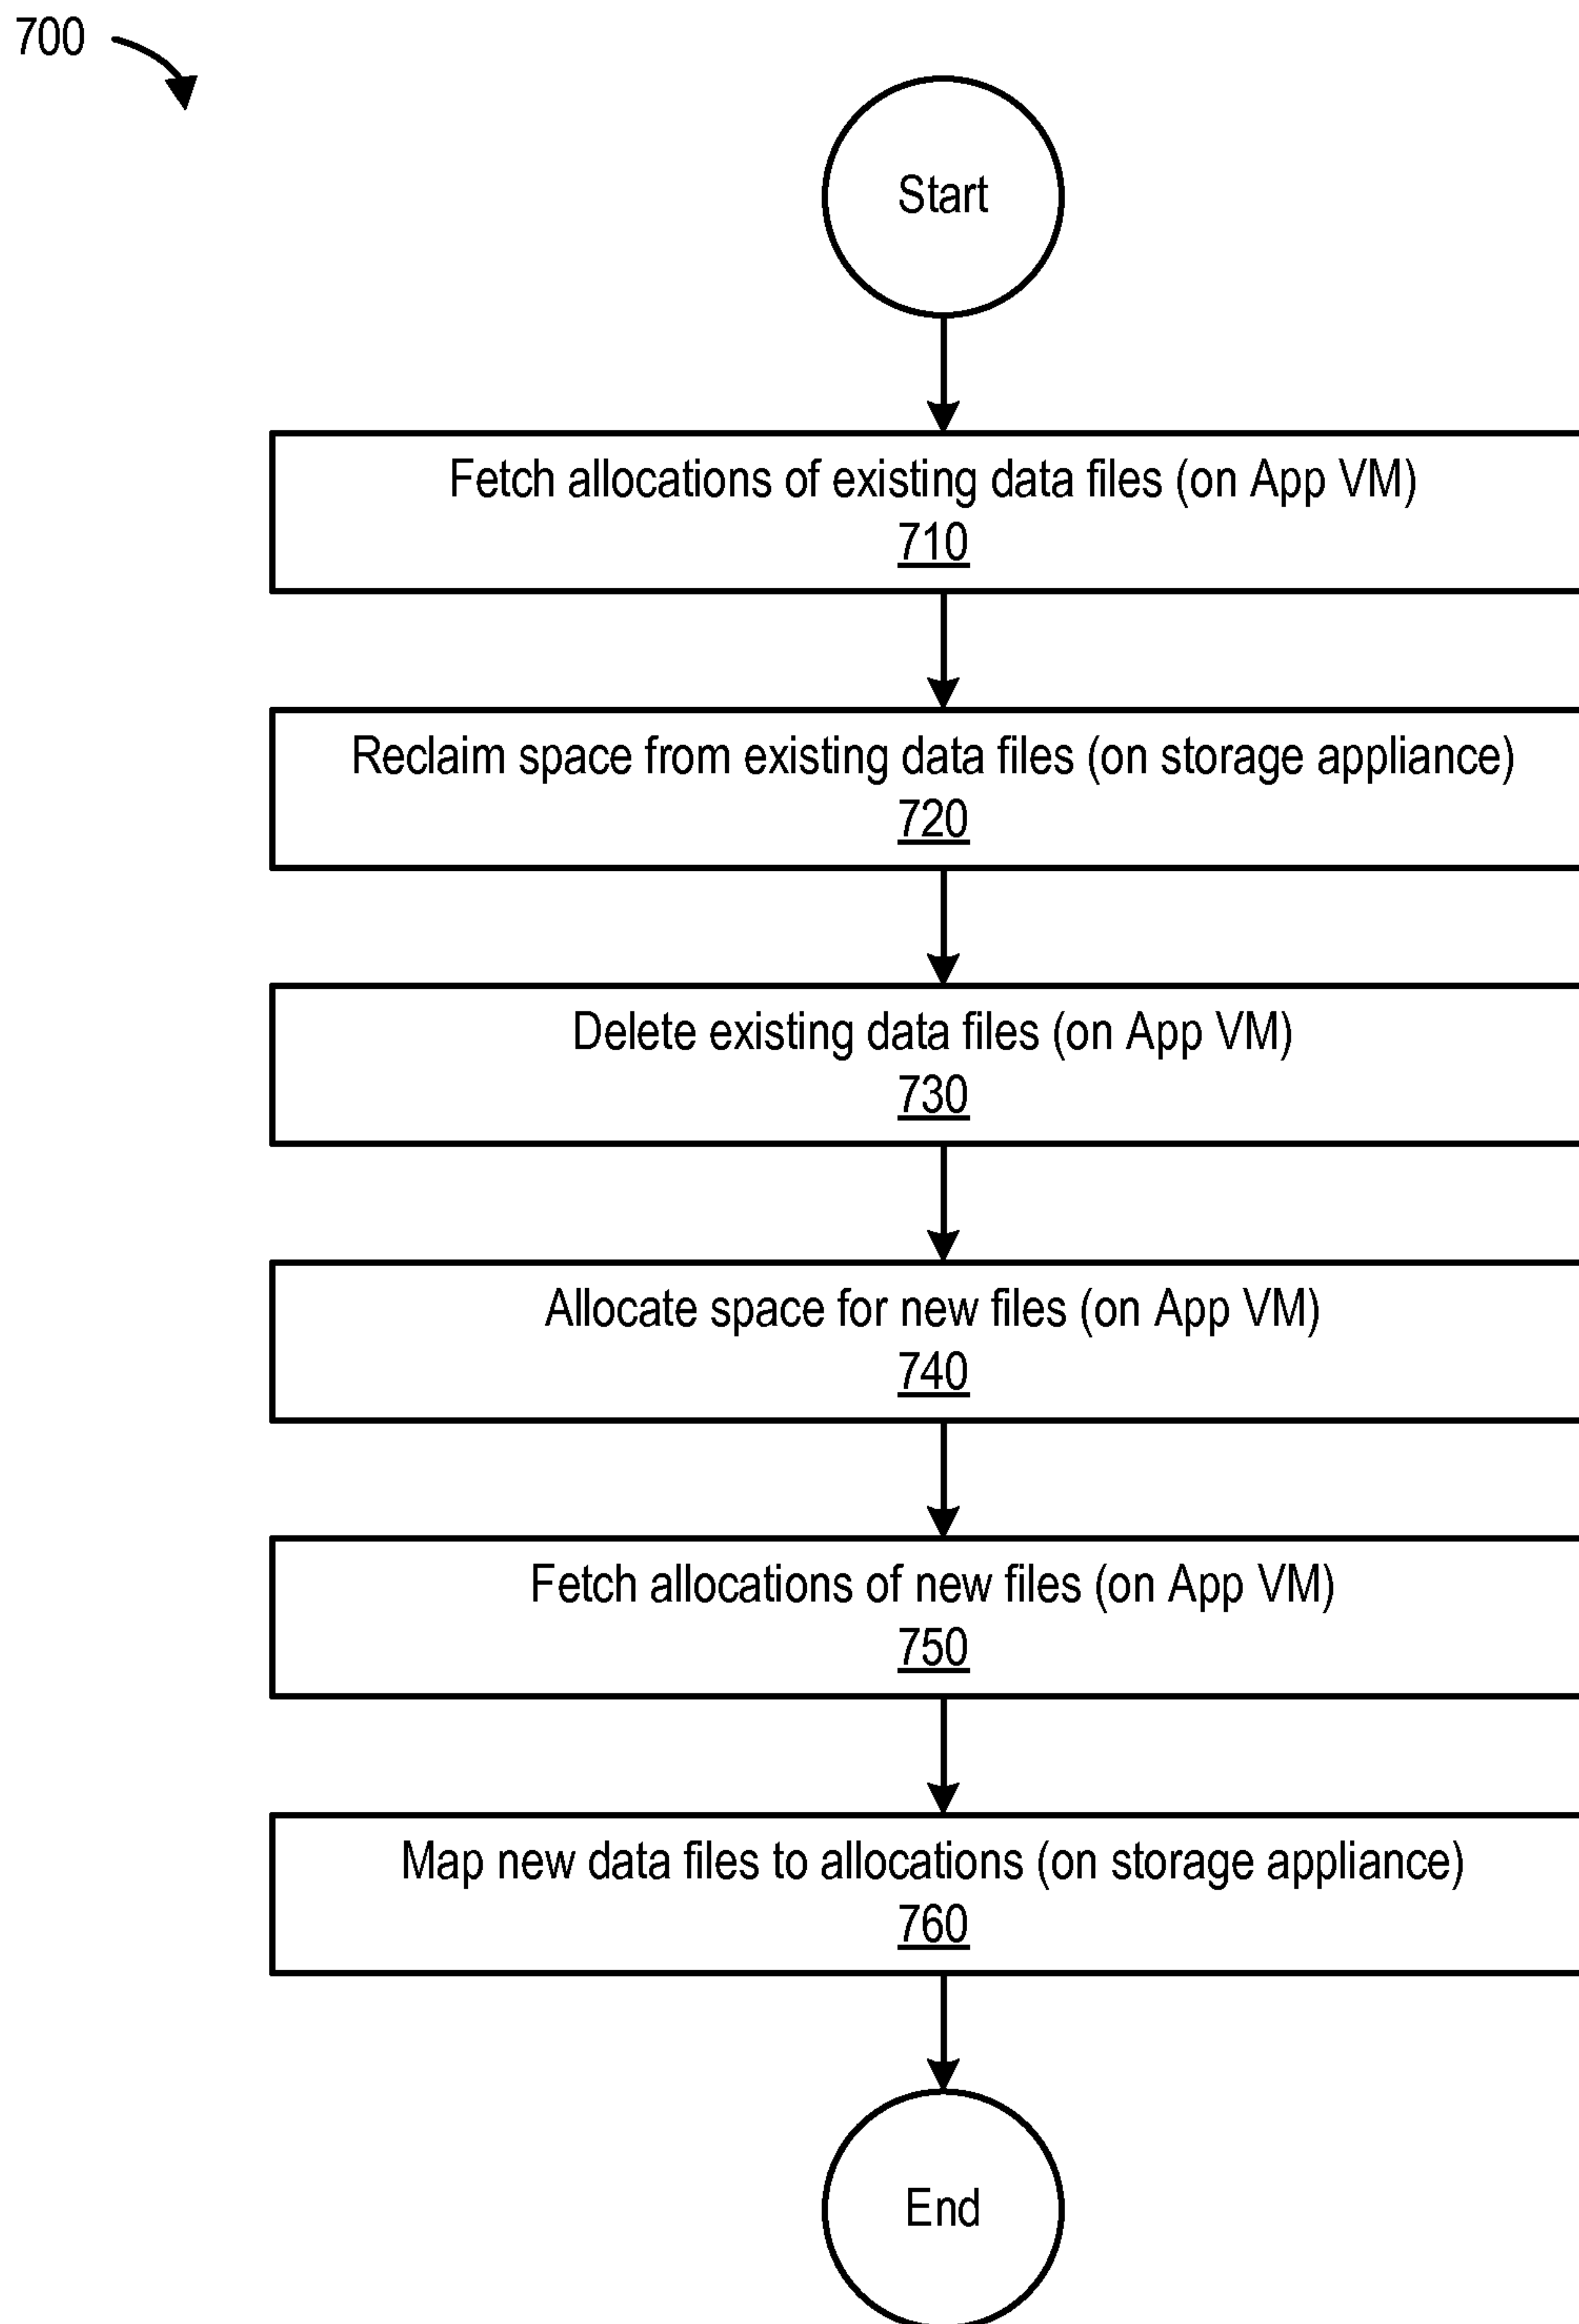 700
Start
Fetch allocations of existing data files (on App VM)
710
Reclaim space from existing data files (on storage appliance)
720
Delete existing data files (on App VM)
730
Allocate space for new files (on App VM)
740
Fetch allocations of new files (on App VM)
750
Map new data files to allocations (on storage appliance)
760
End